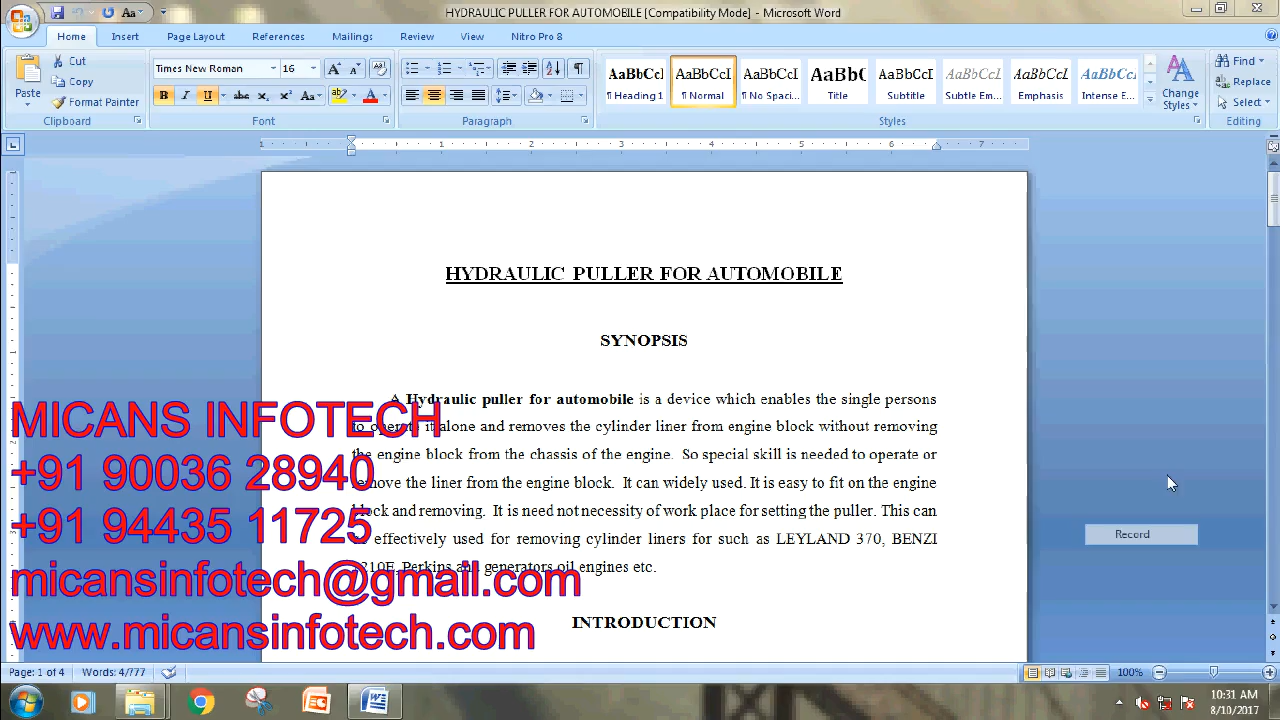 HYDRAULIC PULLER FOR AUTOMOBILE [Compatibility Mode] - Microsoft Word
Home Insert Page Layout References Mailings Review View Nitro Pro 8
Paste
Cut
Copy
Format Painter
Clipboard
Times New Roman 16
Font
Paragraph
AaBbCcI AaBbCcI AaBbCcI AaBbC AaBbCcI AaBbCcI AaBbCcI AaBbCcI
¶ Heading 1 ¶ Normal ¶ No Spaci... Title Subtitle Subtle Em... Emphasis Intense E...
Change Styles
Styles
Find
Replace
Select
Editing
HYDRAULIC PULLER FOR AUTOMOBILE
SYNOPSIS
A Hydraulic puller for automobile is a device which enables the single persons
to operate it alone and removes the cylinder liner from engine block without removing
the engine block from the chassis of the engine. So special skill is needed to operate or
remove the liner from the engine block. It can widely used. It is easy to fit on the engine
block and removing. It is need not necessity of work place for setting the puller. This can
effectively used for removing cylinder liners for such as LEYLAND 370, BENZI
Perkins and generators oil engines etc.
INTRODUCTION
MICANS INFOTECH
+91 90036 28940
+91 94435 11725
micansinfotech@gmail.com
www.micansinfotech.com
Record
Page: 1 of 4 Words: 4/777 100%
10:31 AM
8/10/2017